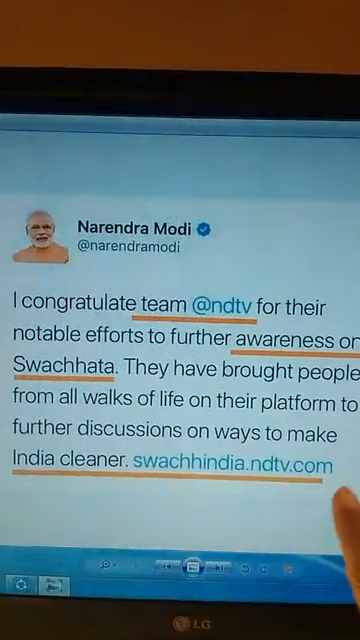 Narendra Modi
@narendramodi
I congratulate team @ndtv for their
notable efforts to further awareness on
Swachhata. They have brought people
from all walks of life on their platform to
further discussions on ways to make
India cleaner. swachhindia.ndtv.com
LG